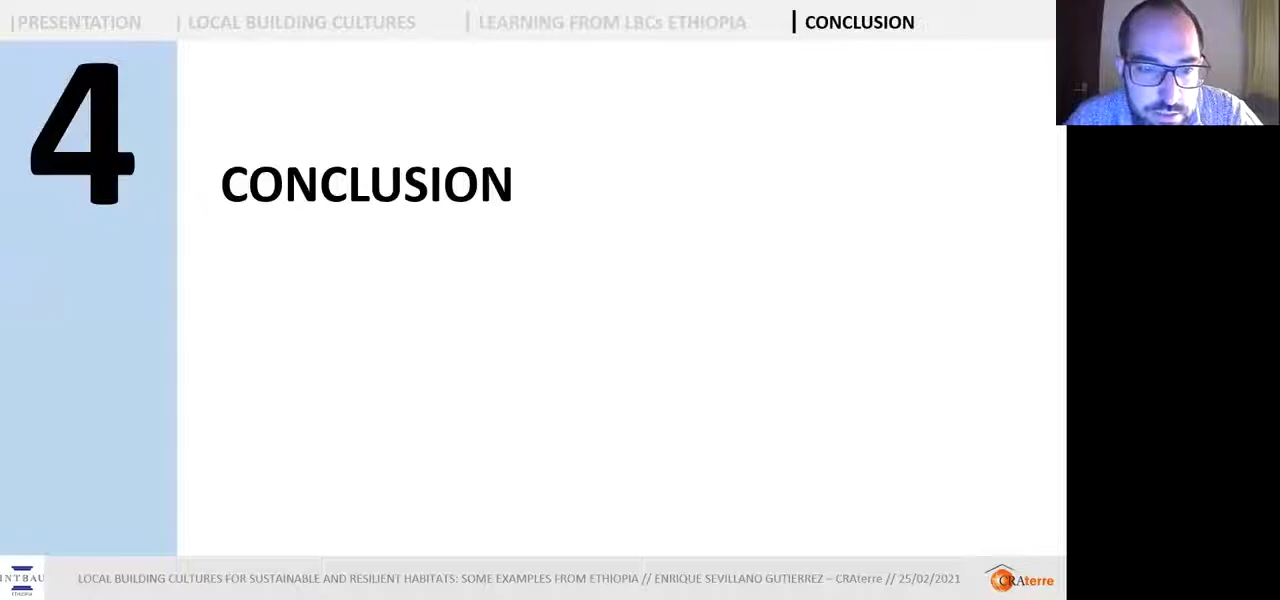 |PRESENTATION | LOCAL BUILDING CULTURES | LEARNING FROM LBCs ETHIOPIA | CONCLUSION
4
CONCLUSION
INTBAU
ETHIOPIA
LOCAL BUILDING CULTURES FOR SUSTAINABLE AND RESILIENT HABITATS: SOME EXAMPLES FROM ETHIOPIA // ENRIQUE SEVILLANO GUTIERREZ – CRAterre // 25/02/2021
CRAterre